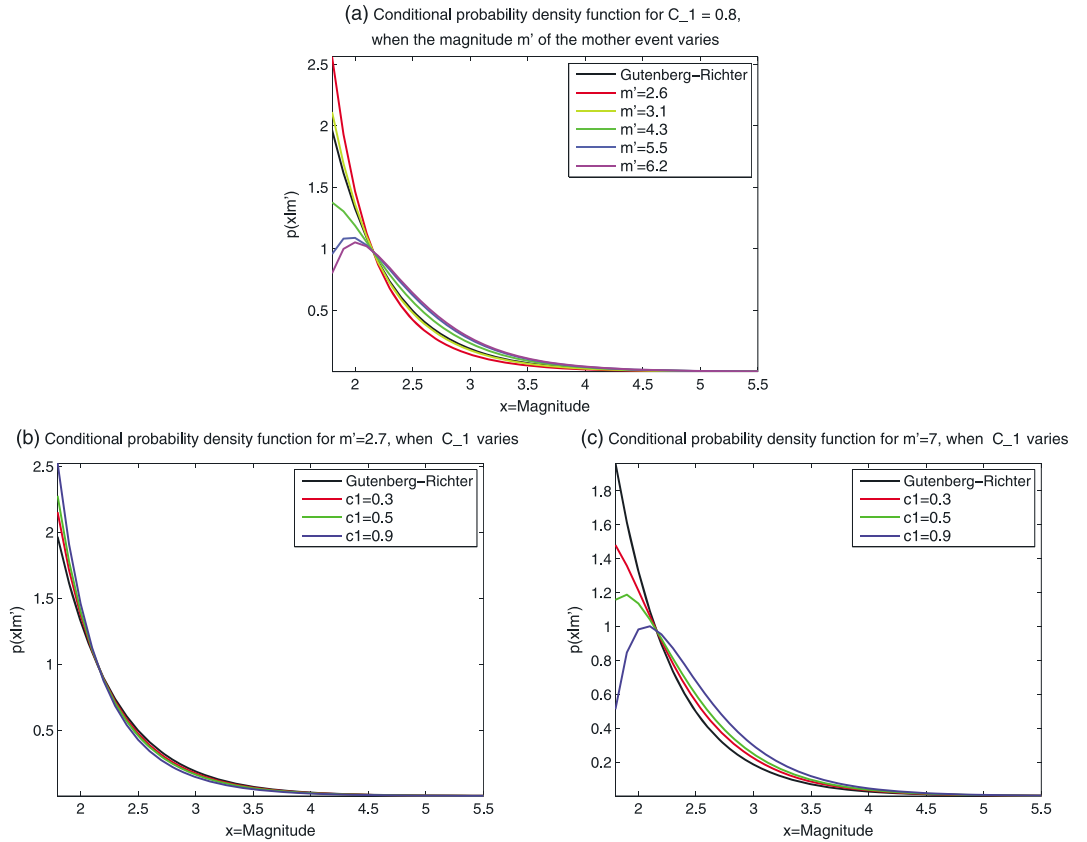 (a) Conditional probability density function for C_1 = 0.8,
when the magnitude m' of the mother event varies
2.5
2
1.5
1
0.5
p(x|m')
Gutenberg-Richter
m'=2.6
m'=3.1
m'=4.3
m'=5.5
m'=6.2
2 2.5 3 3.5 4 4.5 5 5.5
x=Magnitude
(b) Conditional probability density function for m'=2.7, when C_1 varies
2.5
2
1.5
1
0.5
p(x|m')
Gutenberg-Richter
c1=0.3
c1=0.5
c1=0.9
2 2.5 3 3.5 4 4.5 5 5.5
x=Magnitude
(c) Conditional probability density function for m'=7, when C_1 varies
1.8
1.6
1.4
1.2
1
0.8
0.6
0.4
0.2
p(x|m')
Gutenberg-Richter
c1=0.3
c1=0.5
c1=0.9
2 2.5 3 3.5 4 4.5 5 5.5
x=Magnitude